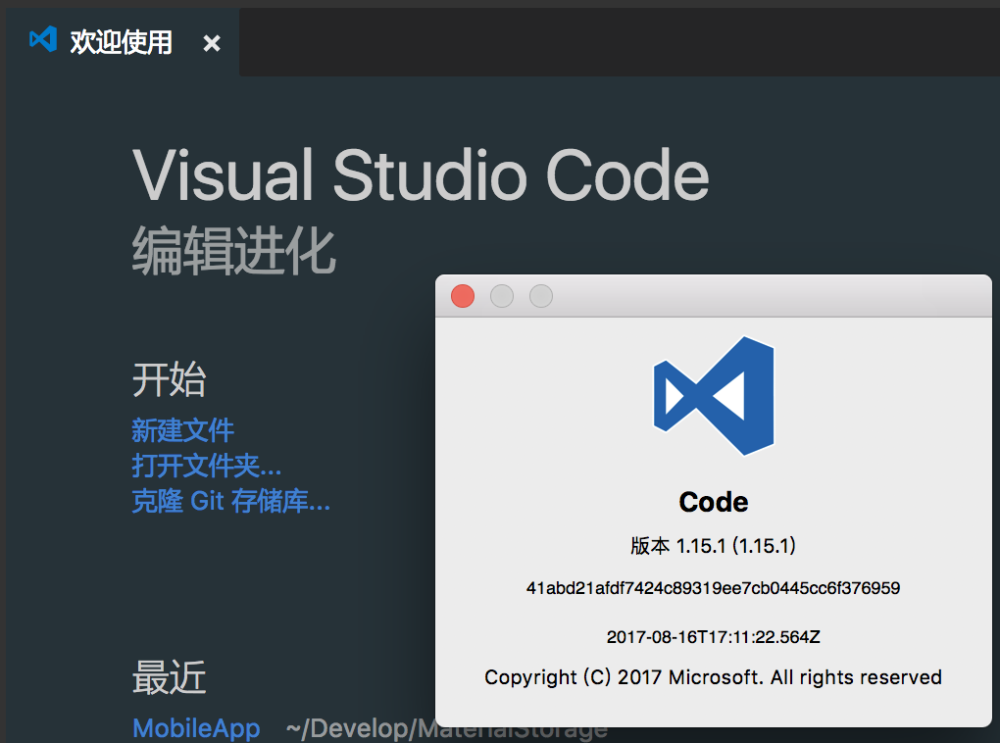 欢迎使用
Visual Studio Code
编辑进化
开始
新建文件
打开文件夹...
克隆 Git 存储库...
最近
MobileApp ~/Develop/MaterialStorage
Code
版本 1.15.1 (1.15.1)
41abd21afdf7424c89319ee7cb0445cc6f376959
2017-08-16T17:11:22.564Z
Copyright (C) 2017 Microsoft. All rights reserved